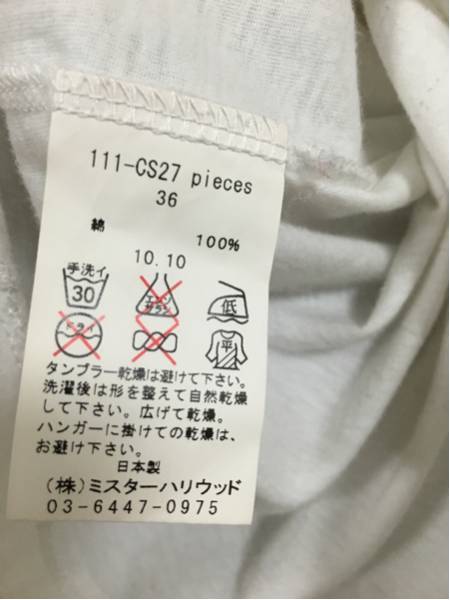 111-CS27 pieces
36
綿 100%
10.10
手洗イ
30
エンソ
サラシ
低
ドライ
平
タンブラー乾燥は避けて下さい。
洗濯後は形を整えて自然乾燥
して下さい。広げて乾燥。
ハンガーに掛けての乾燥は、
お避け下さい。
日本製
(株)ミスターハリウッド
03-6447-0975